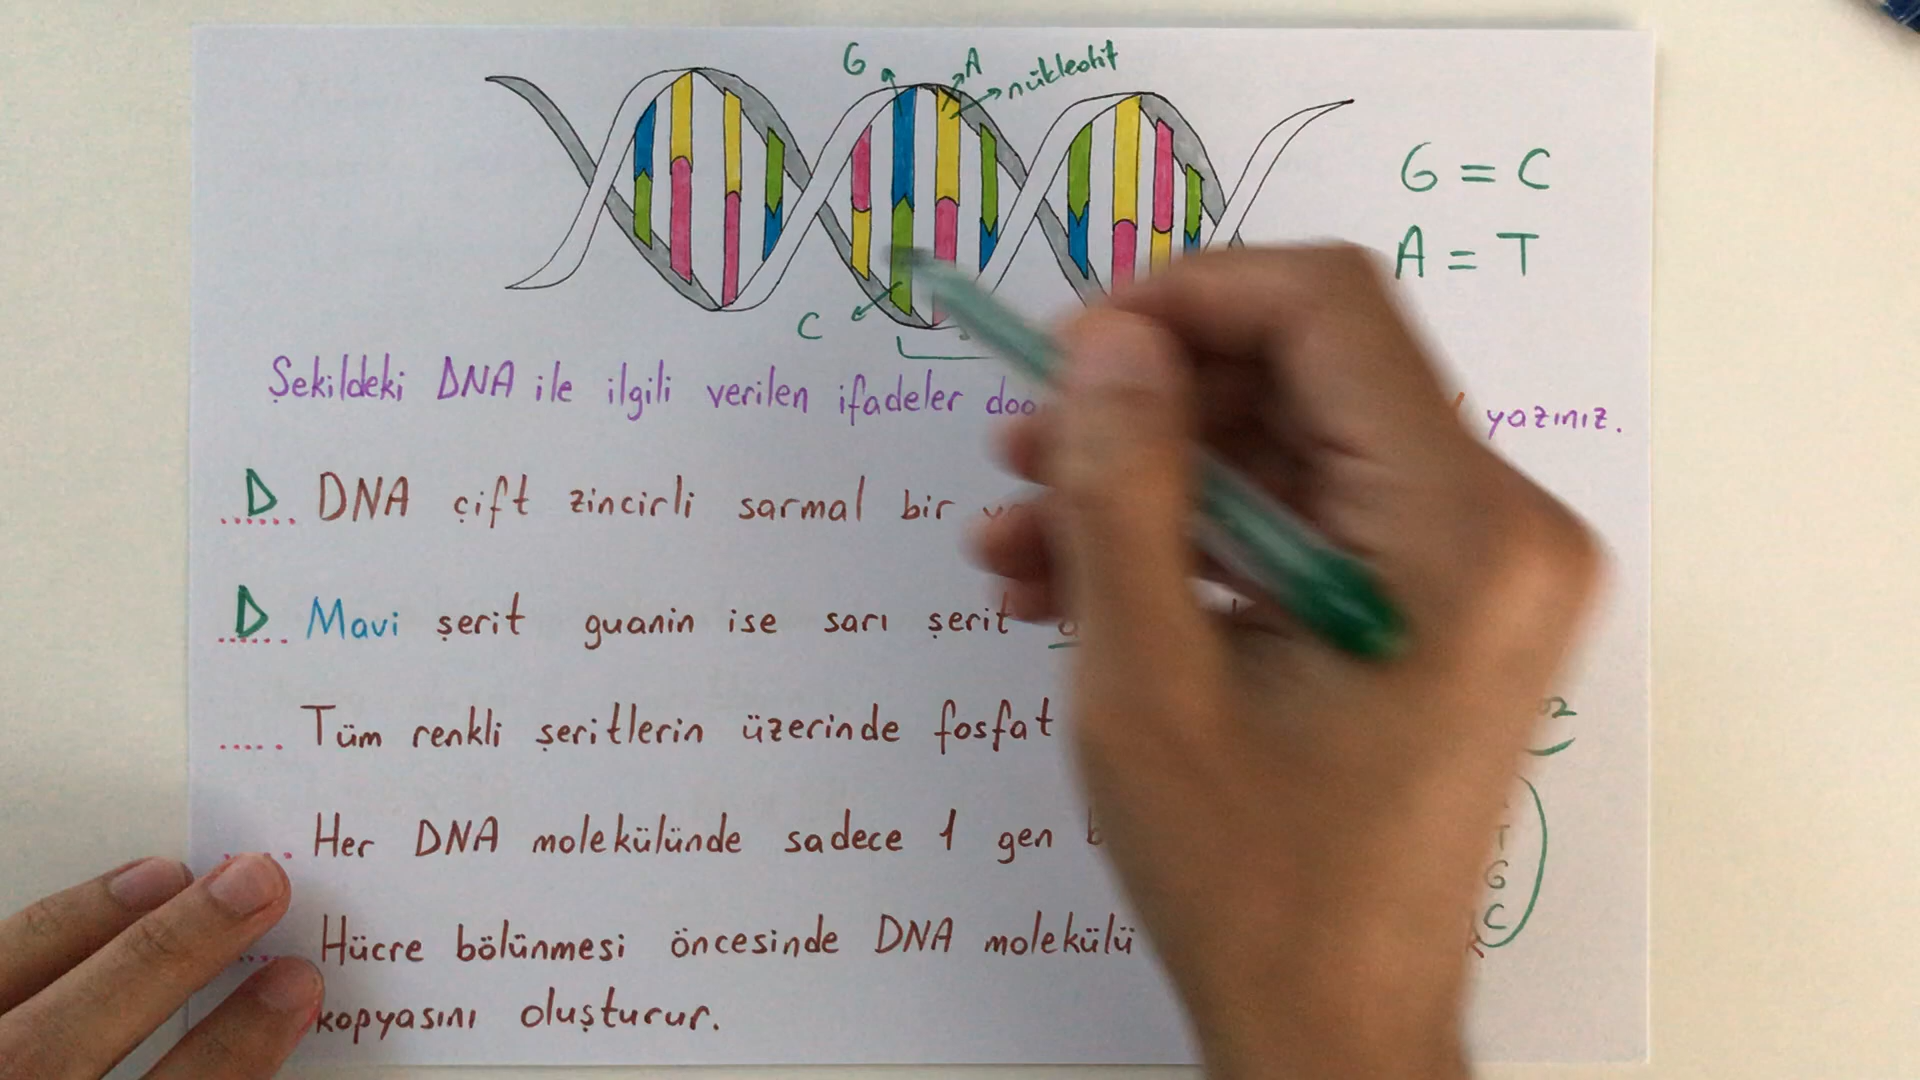 G A nükleotit
G = C
A = T
C
Şekildeki DNA ile ilgili verilen ifadeler yazınız.
D DNA çift zincirli sarmal bir
D Mavi şerit guanin ise sarı şerit
Tüm renkli şeritlerin üzerinde fosfat
Her DNA molekülünde sadece 1 gen
T
G
C
Hücre bölünmesi öncesinde DNA molekülü
kopyasını oluşturur.